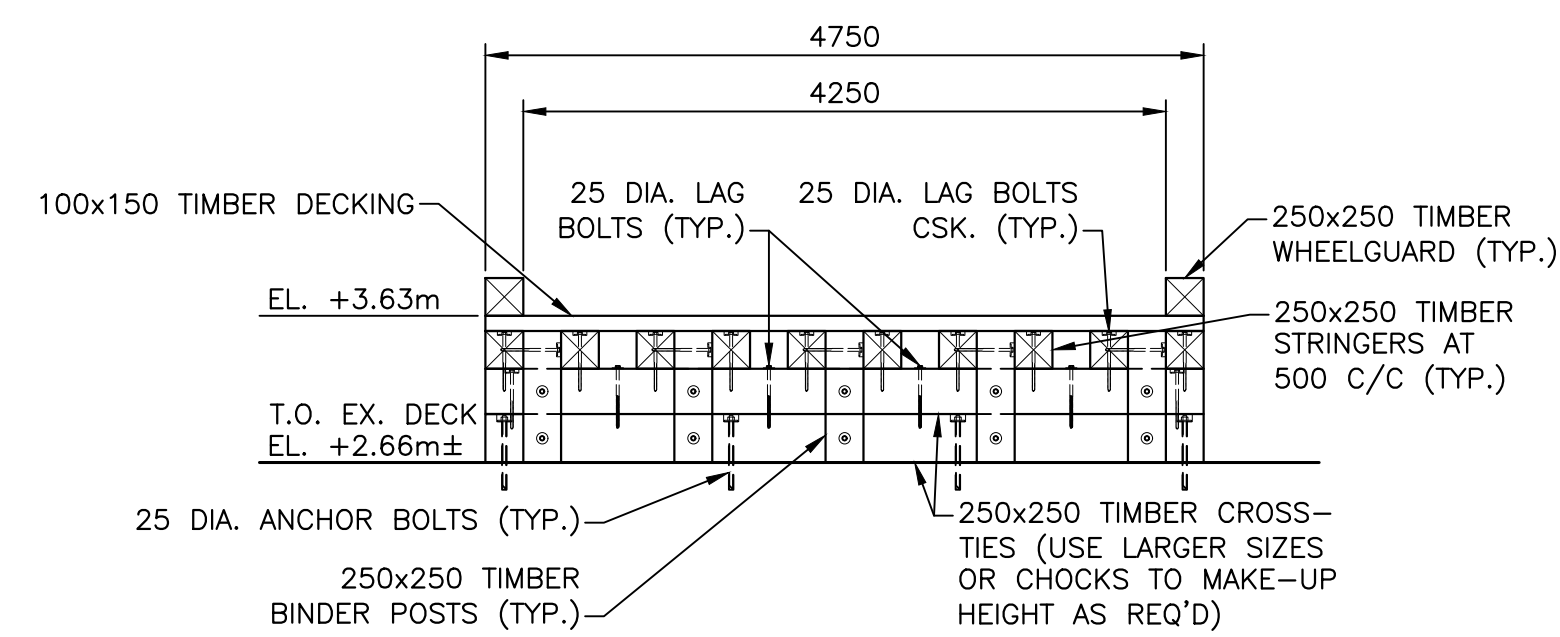 4750
4250
100x150 TIMBER DECKING
25 DIA. LAG
BOLTS (TYP.)
25 DIA. LAG BOLTS
CSK. (TYP.)
250x250 TIMBER
WHEELGUARD (TYP.)
EL. +3.63m
250x250 TIMBER
STRINGERS AT
500 C/C (TYP.)
T.O. EX. DECK
EL. +2.66m±
25 DIA. ANCHOR BOLTS (TYP.)
250x250 TIMBER
BINDER POSTS (TYP.)
250x250 TIMBER CROSS-
TIES (USE LARGER SIZES
OR CHOCKS TO MAKE-UP
HEIGHT AS REQ'D)